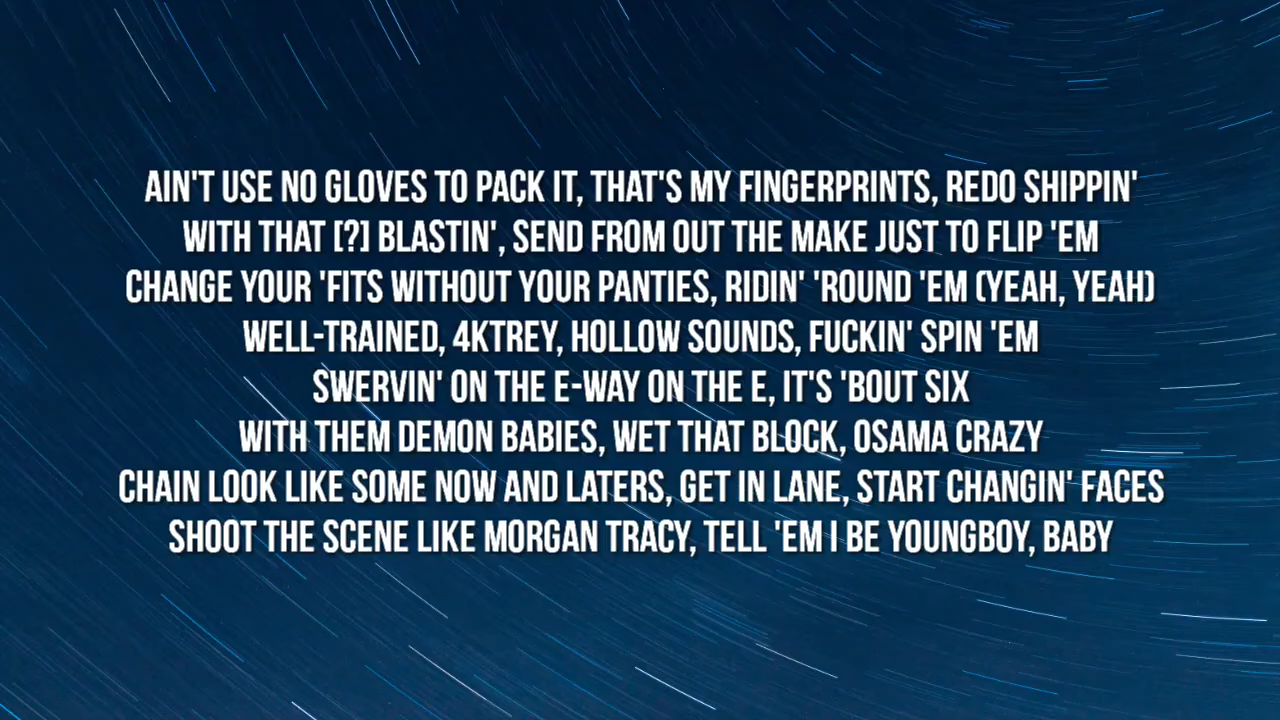 AIN'T USE NO GLOVES TO PACK IT, THAT'S MY FINGERPRINTS, REDO SHIPPIN'
WITH THAT [?] BLASTIN', SEND FROM OUT THE MAKE JUST TO FLIP 'EM
CHANGE YOUR 'FITS WITHOUT YOUR PANTIES, RIDIN' 'ROUND 'EM (YEAH, YEAH)
WELL-TRAINED, 4KTREY, HOLLOW SOUNDS, FUCKIN' SPIN 'EM
SWERVIN' ON THE E-WAY ON THE E, IT'S 'BOUT SIX
WITH THEM DEMON BABIES, WET THAT BLOCK, OSAMA CRAZY
CHAIN LOOK LIKE SOME NOW AND LATERS, GET IN LANE, START CHANGIN' FACES
SHOOT THE SCENE LIKE MORGAN TRACY, TELL 'EM I BE YOUNGBOY, BABY